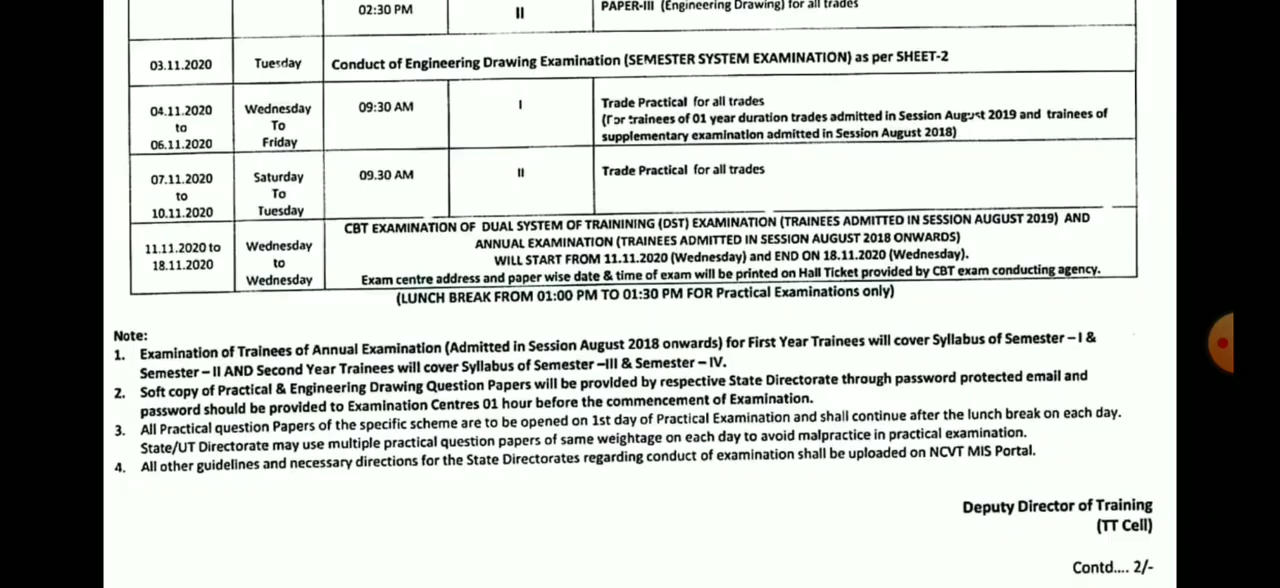 02:30 PM II PAPER-III (Engineering Drawing) for all trades
03.11.2020 Tuesday Conduct of Engineering Drawing Examination (SEMESTER SYSTEM EXAMINATION) as per SHEET-2
04.11.2020
to
06.11.2020
Wednesday
To
Friday
09:30 AM
I
Trade Practical for all trades
(For trainees of 01 year duration trades admitted in Session August 2019 and trainees of
supplementary examination admitted in Session August 2018)
07.11.2020
to
10.11.2020
Saturday
To
Tuesday
09.30 AM
II
Trade Practical for all trades
11.11.2020 to
18.11.2020
Wednesday
to
Wednesday
CBT EXAMINATION OF DUAL SYSTEM OF TRAINING (DST) EXAMINATION (TRAINEES ADMITTED IN SESSION AUGUST 2019) AND
ANNUAL EXAMINATION (TRAINEES ADMITTED IN SESSION AUGUST 2018 ONWARDS)
WILL START FROM 11.11.2020 (Wednesday) and END ON 18.11.2020 (Wednesday).
Exam centre address and paper wise date & time of exam will be printed on Hall Ticket provided by CBT exam conducting agency.
(LUNCH BREAK FROM 01:00 PM TO 01:30 PM FOR Practical Examinations only)
Note:
1. Examination of Trainees of Annual Examination (Admitted in Session August 2018 onwards) for First Year Trainees will cover Syllabus of Semester – I &
Semester – II AND Second Year Trainees will cover Syllabus of Semester –III & Semester – IV.
2. Soft copy of Practical & Engineering Drawing Question Papers will be provided by respective State Directorate through password protected email and
password should be provided to Examination Centres 01 hour before the commencement of Examination.
3. All Practical question Papers of the specific scheme are to be opened on 1st day of Practical Examination and shall continue after the lunch break on each day.
State/UT Directorate may use multiple practical question papers of same weightage on each day to avoid malpractice in practical examination.
4. All other guidelines and necessary directions for the State Directorates regarding conduct of examination shall be uploaded on NCVT MIS Portal.
Deputy Director of Training
(TT Cell)
Contd.... 2/-